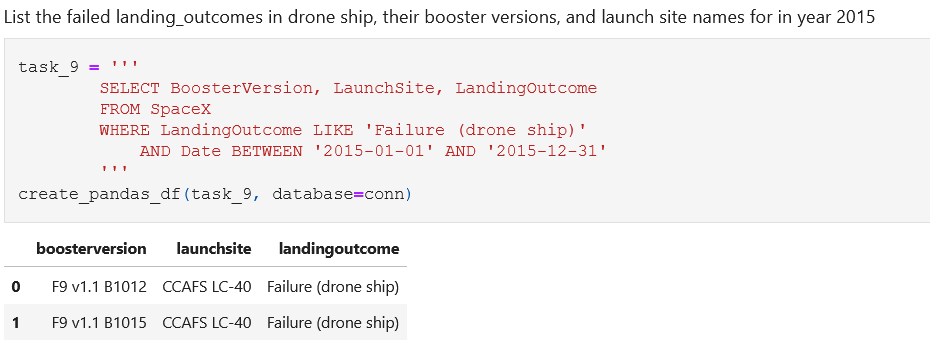 List the failed landing_outcomes in drone ship, their booster versions, and launch site names for in year 2015
task_9 = '''
SELECT BoosterVersion, LaunchSite, LandingOutcome
FROM SpaceX
WHERE LandingOutcome LIKE 'Failure (drone ship)'
AND Date BETWEEN '2015-01-01' AND '2015-12-31'
'''
create_pandas_df(task_9, database=conn)
boosterversion launchsite landingoutcome
0 F9 v1.1 B1012 CCAFS LC-40 Failure (drone ship)
1 F9 v1.1 B1015 CCAFS LC-40 Failure (drone ship)